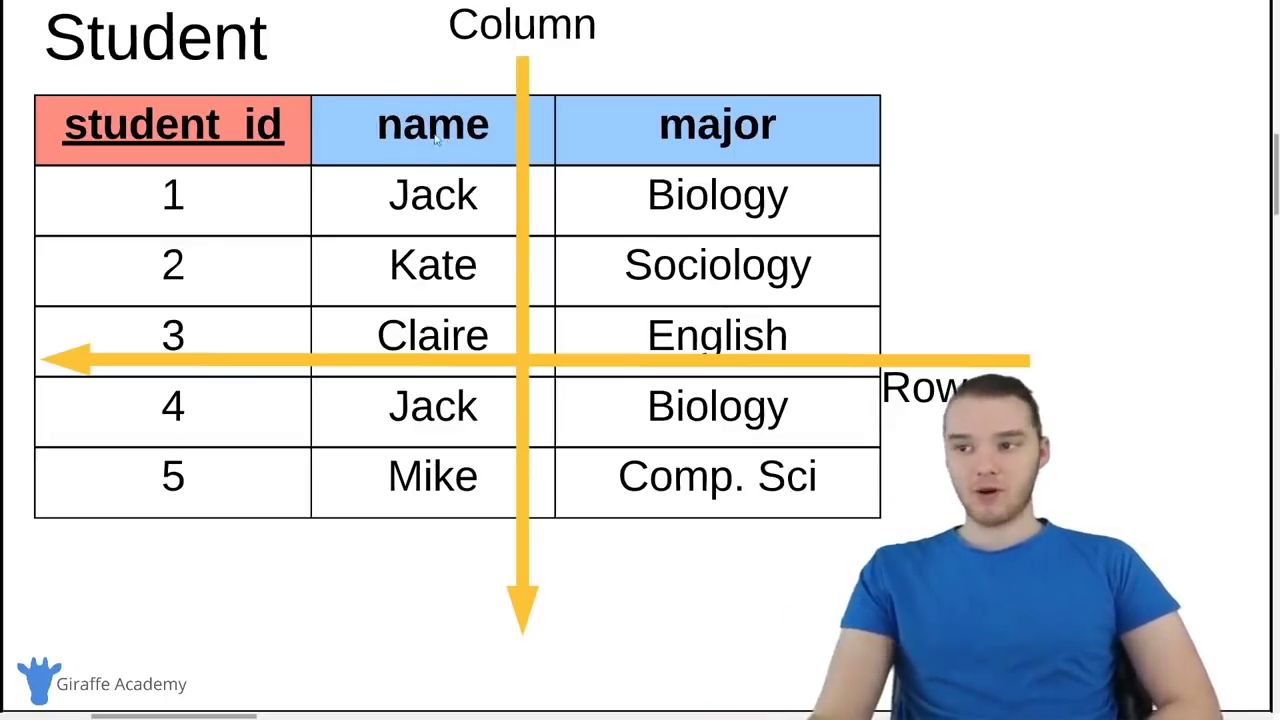 Student
Column
student_id name major
1 Jack Biology
2 Kate Sociology
3 Claire English
4 Jack Biology
5 Mike Comp. Sci
Row
Giraffe Academy